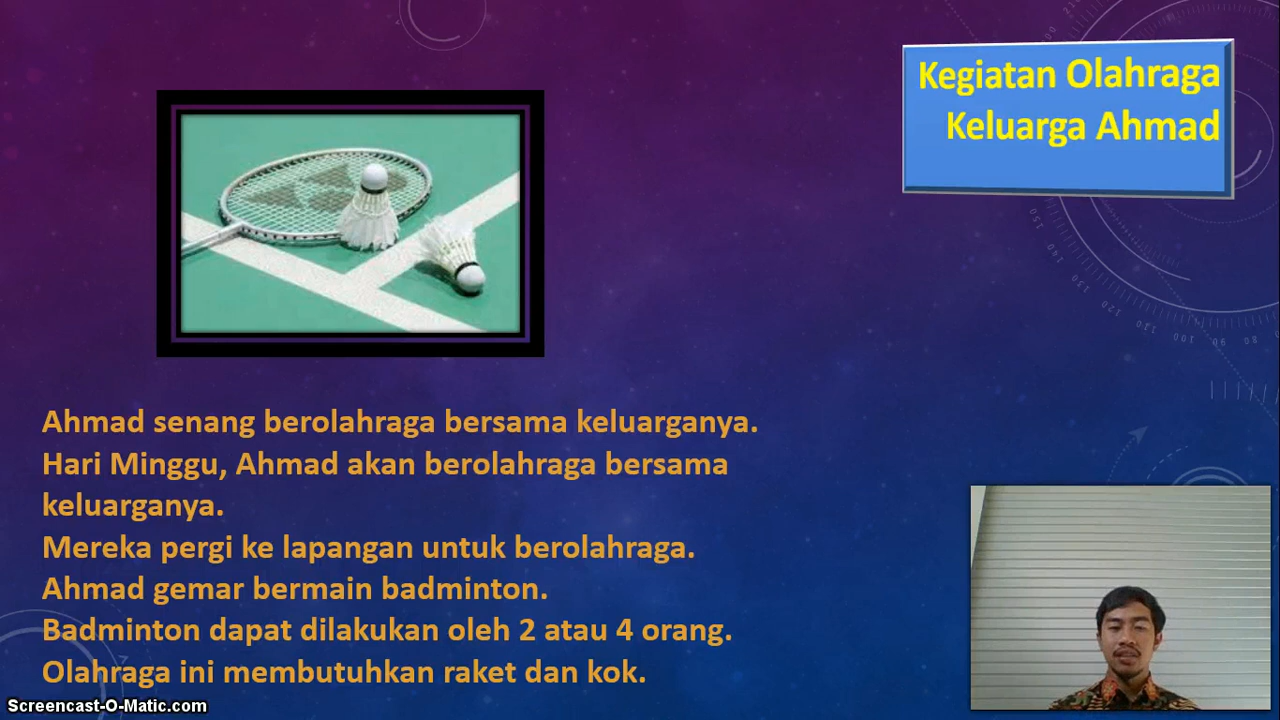 Kegiatan Olahraga
Keluarga Ahmad
Ahmad senang berolahraga bersama keluarganya.
Hari Minggu, Ahmad akan berolahraga bersama
keluarganya.
Mereka pergi ke lapangan untuk berolahraga.
Ahmad gemar bermain badminton.
Badminton dapat dilakukan oleh 2 atau 4 orang.
Olahraga ini membutuhkan raket dan kok.
Screencast-O-Matic.com